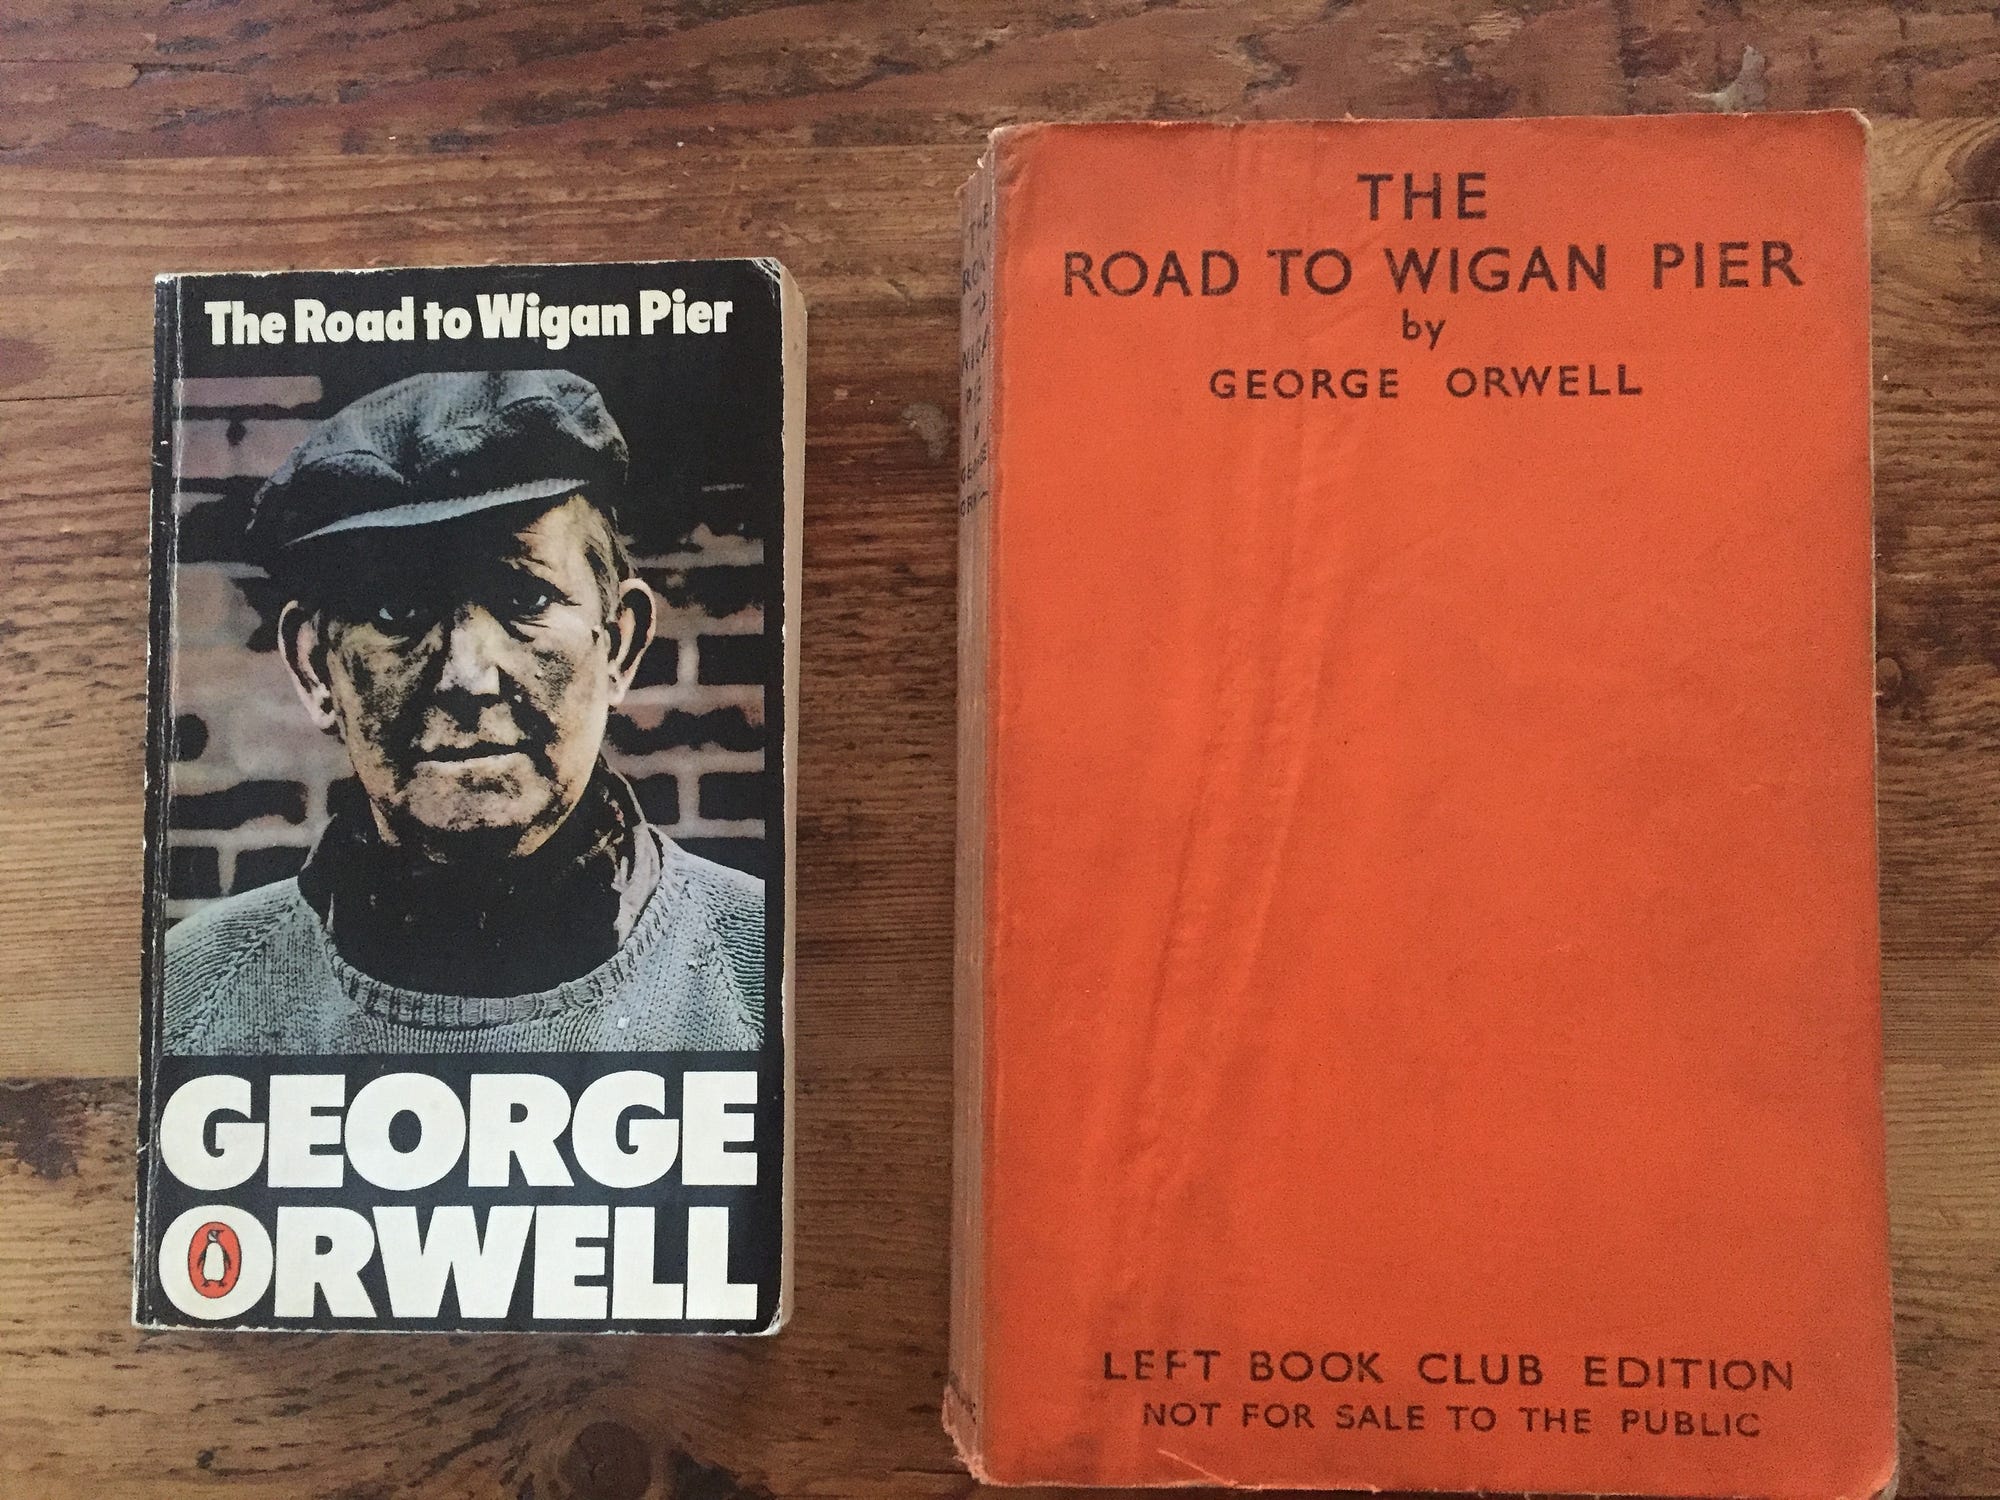 The Road to Wigan Pier
GEORGE
ORWELL
THE
ROAD TO WIGAN PIER
by
GEORGE ORWELL
LEFT BOOK CLUB EDITION
NOT FOR SALE TO THE PUBLIC